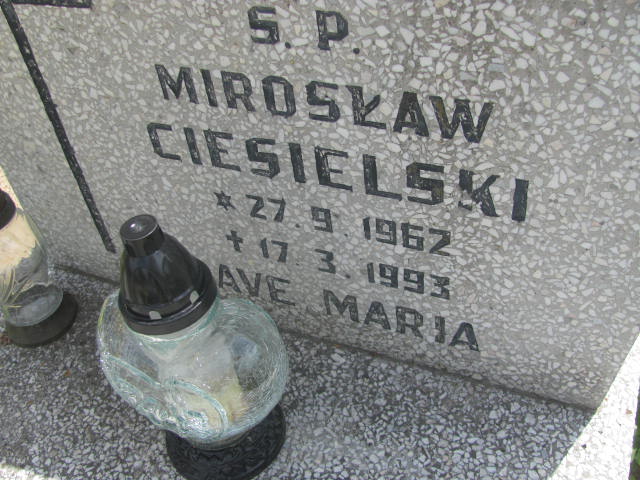 Ś. P.
MIROSŁAW
CIESIELSKI
* 27. 9. 1962
✝ 17. 3. 1993
AVE MARIA